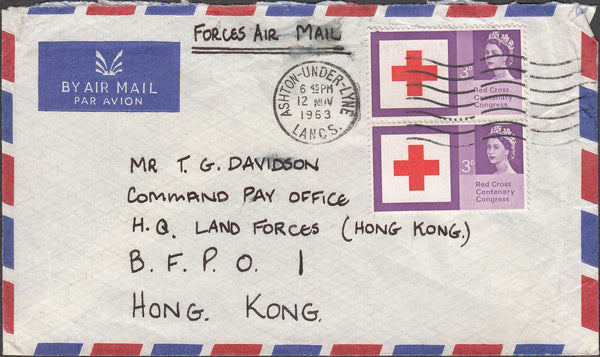 FORCES AIR MAIL
BY AIR MAIL
PAR AVION
ASHTON-UNDER-LYNE
6 45 PM
12 NOV
1963
LANCS.
3D
Red Cross
Centenary
Congress
3D
Red Cross
Centenary
Congress
MR T. G. DAVIDSON
COMMAND PAY OFFICE
H.Q. LAND FORCES (HONG KONG.)
B. F. P. O. 1
HONG. KONG.